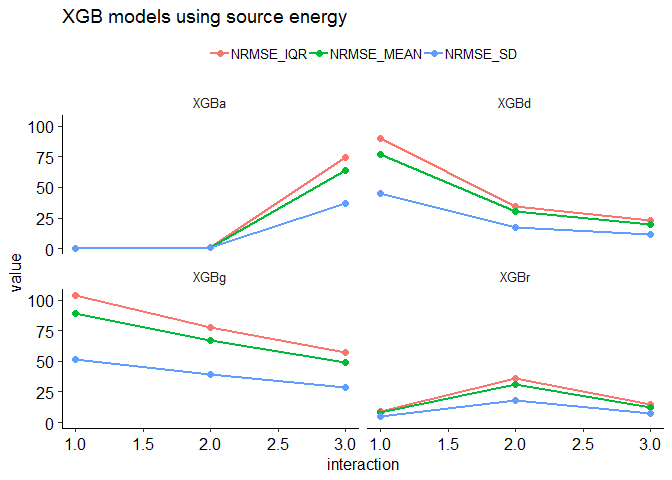 XGB models using source energy
NRMSE_IQR NRMSE_MEAN NRMSE_SD
XGBa XGBd
100
75
50
25
0
value
XGBg XGBr
100
75
50
25
0
1.0 1.5 2.0 2.5 3.0 1.0 1.5 2.0 2.5 3.0
interaction